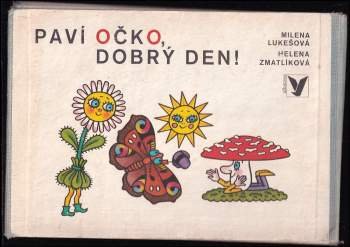 PAVÍ OČKO,
DOBRÝ DEN!
MILENA
LUKEŠOVÁ
HELENA
ZMATLÍKOVÁ